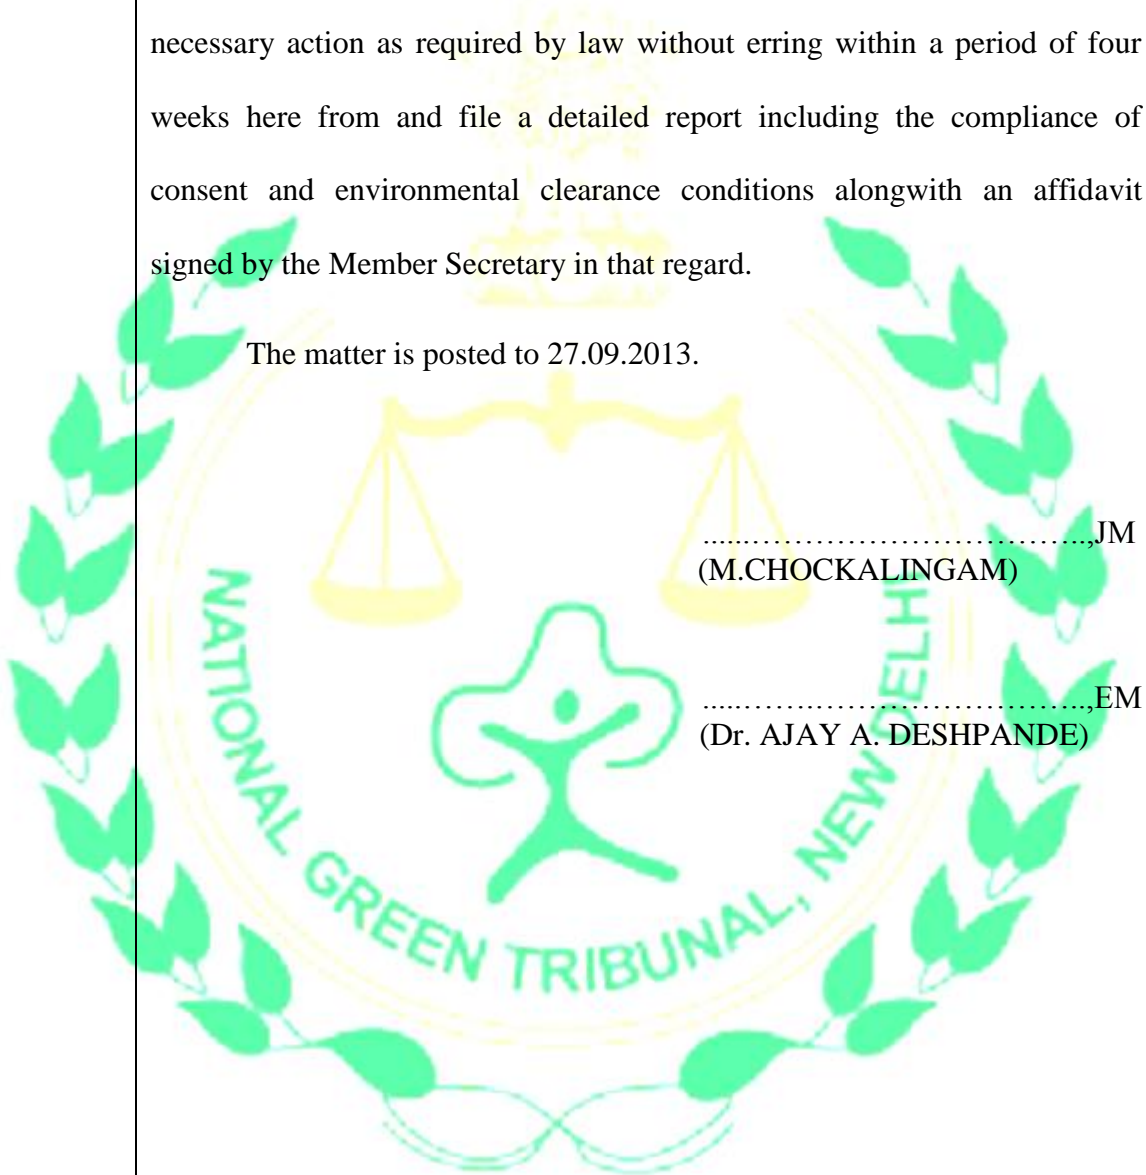 necessary action as required by law without erring within a period of four
weeks here from and file a detailed report including the compliance of
consent and environmental clearance conditions alongwith an affidavit
signed by the Member Secretary in that regard.
The matter is posted to 27.09.2013.
......……………………………..,JM
(M.CHOCKALINGAM)
.....…….……………………..,EM
(Dr. AJAY A. DESHPANDE)
NATIONAL GREEN TRIBUNAL, NEW DELHI